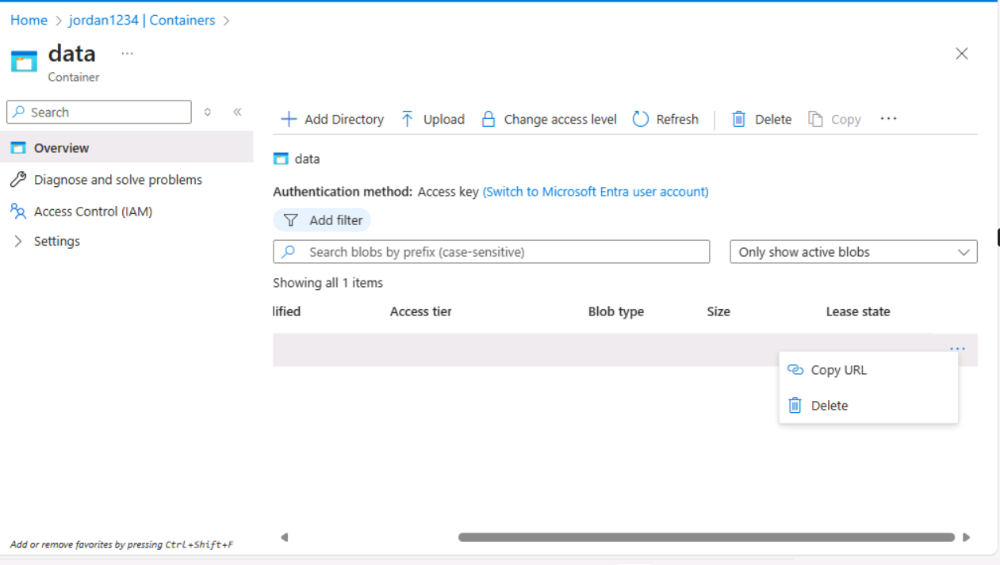 Home > jordan1234 | Containers >
data ...
Container
Search
Add Directory Upload Change access level Refresh Delete Copy ...
Overview
Diagnose and solve problems
Access Control (IAM)
Settings
data
Authentication method: Access key (Switch to Microsoft Entra user account)
Add filter
Search blobs by prefix (case-sensitive) Only show active blobs
Showing all 1 items
lified Access tier Blob type Size Lease state
...
Copy URL
Delete
Add or remove favorites by pressing Ctrl+Shift+F